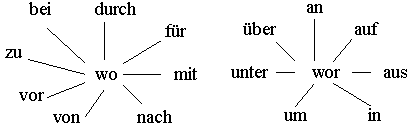 bei durch für
zu wo mit
vor von nach
an
über auf
unter wor aus
um in